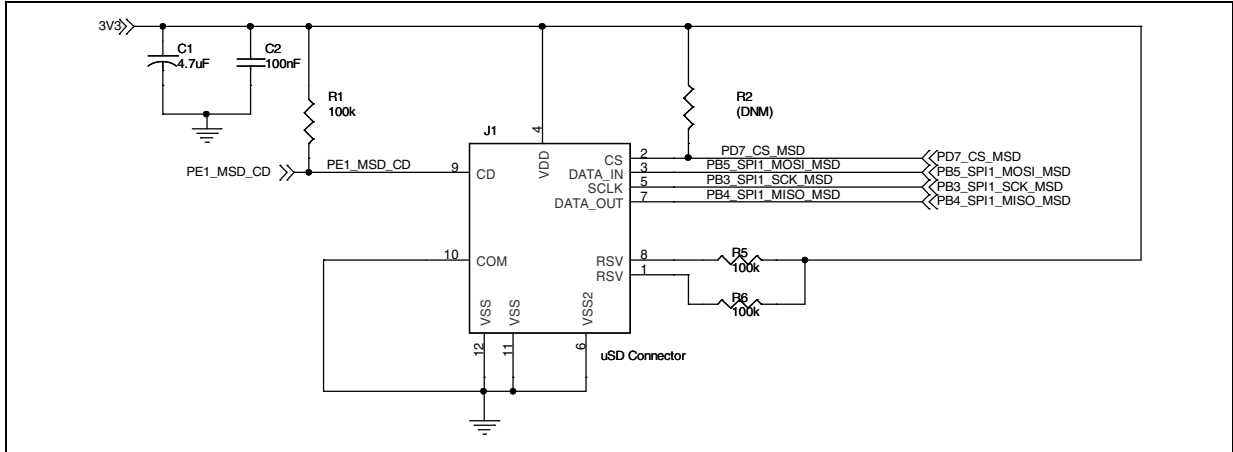 3V3
C1
4.7uF
C2
100nF
R1
100k
R2
(DNM)
J1
4
VDD
PE1_MSD_CD
PE1_MSD_CD
9
CD
CS
2
PD7_CS_MSD
PD7_CS_MSD
DATA_IN
3
PB5_SPI1_MOSI_MSD
PB5_SPI1_MOSI_MSD
SCLK
5
PB3_SPI1_SCK_MSD
PB3_SPI1_SCK_MSD
DATA_OUT
7
PB4_SPI1_MISO_MSD
PB4_SPI1_MISO_MSD
10
COM
RSV
8
R5
100k
RSV
1
R6
100k
VSS
VSS
VSS2
12
11
6
uSD Connector